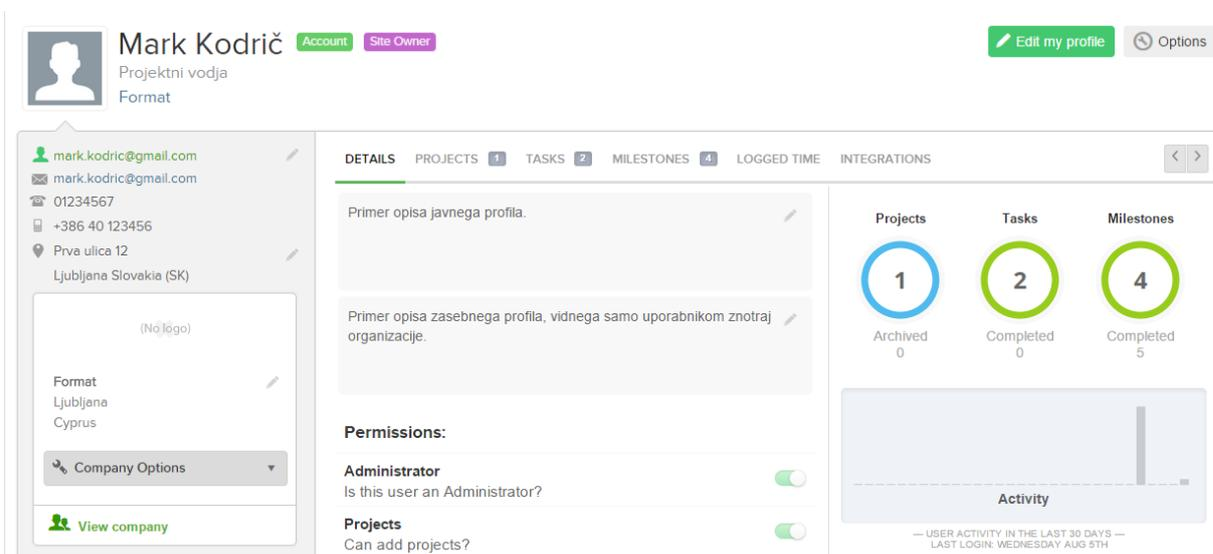 Mark Kodrič Account Site Owner
Projektni vodja
Format
Edit my profile Options
mark.kodric@gmail.com
mark.kodric@gmail.com
01234567
+386 40 123456
Prva ulica 12
Ljubljana Slovakia (SK)
(No logo)
Format
Ljubljana
Cyprus
Company Options
View company
DETAILS PROJECTS 1 TASKS 2 MILESTONES 4 LOGGED TIME INTEGRATIONS
Primer opisa javnega profila.
Primer opisa zasebnega profila, vidnega samo uporabnikom znotraj
organizacije.
Permissions:
Administrator
Is this user an Administrator?
Projects
Can add projects?
Projects Tasks Milestones
1 2 4
Archived Completed Completed
0 0 5
Activity
— USER ACTIVITY IN THE LAST 30 DAYS —
LAST LOGIN: WEDNESDAY AUG 5TH